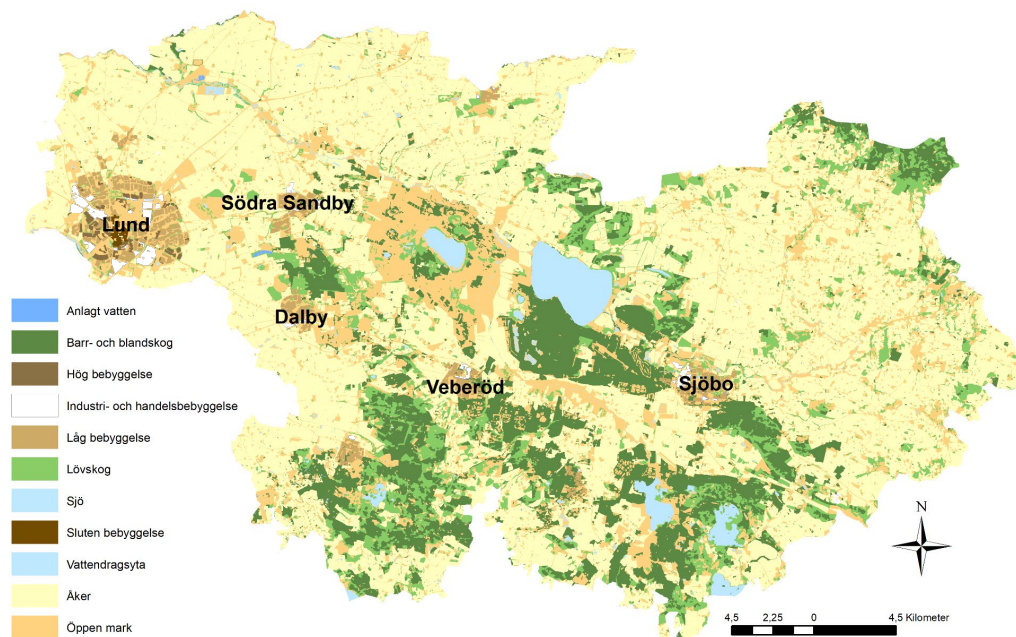 Södra Sandby
Lund
Dalby
Veberöd
Sjöbo
Anlagt vatten
Barr- och blandskog
Hög bebyggelse
Industri- och handelsbebyggelse
Låg bebyggelse
Lövskog
Sjö
Sluten bebyggelse
Vattendragsyta
Åker
Öppen mark
N
4,5 2,25 0 4,5 Kilometer